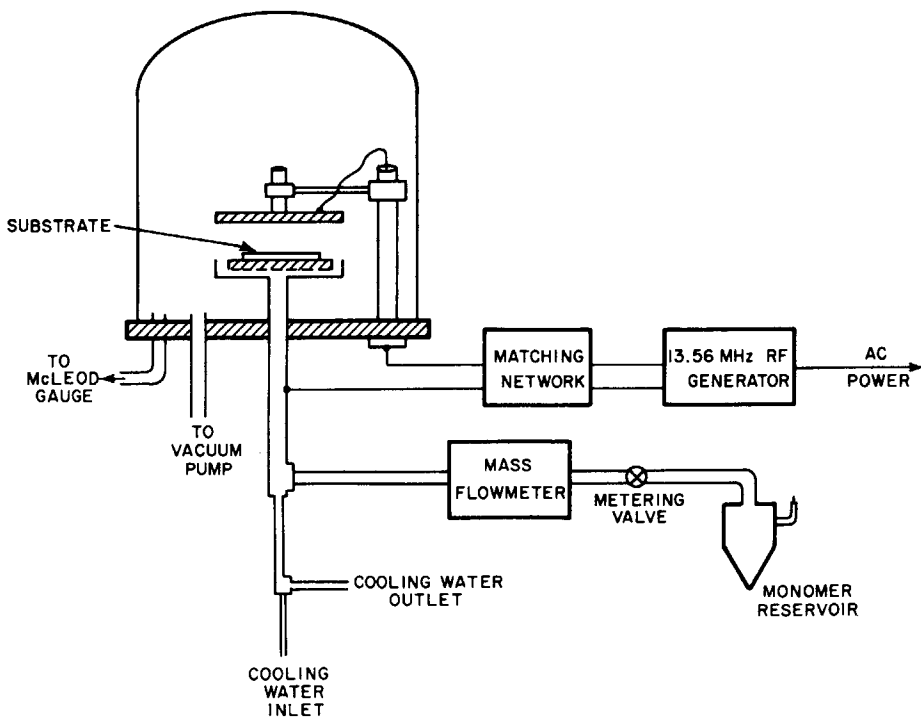 SUBSTRATE
TO
McLEOD
GAUGE
TO
VACUUM
PUMP
MATCHING
NETWORK
13.56 MHz RF
GENERATOR
AC
POWER
MASS
FLOWMETER
METERING
VALVE
MONOMER
RESERVOIR
COOLING WATER
OUTLET
COOLING
WATER
INLET